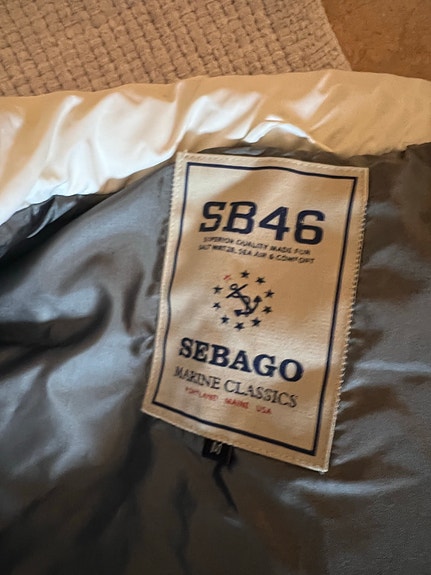 SB46
SUPERIOR QUALITY MADE FOR
SALT WATER, SEA AIR & COMFORT
SEBAGO
MARINE CLASSICS
PORTLAND MAINE USA